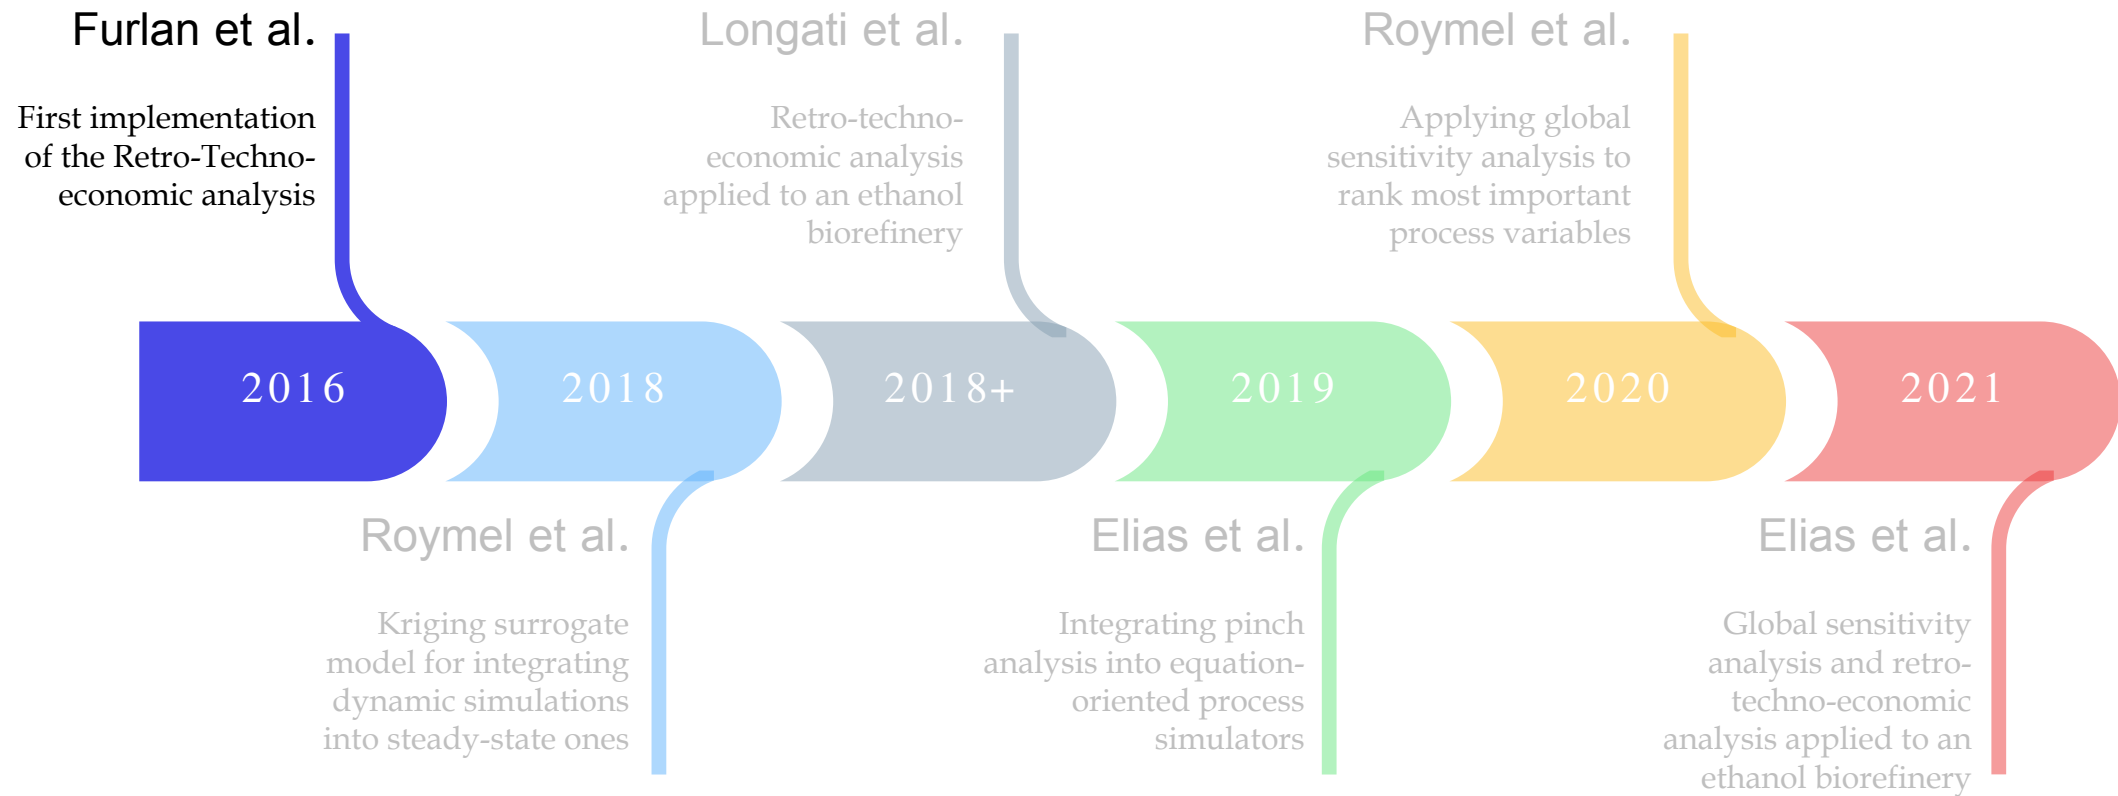 Furlan et al.
First implementation
of the Retro-Techno-
economic analysis
Longati et al.
Retro-techno-
economic analysis
applied to an ethanol
biorefinery
Roymel et al.
Applying global
sensitivity analysis to
rank most important
process variables
2016
2018
2018+
2019
2020
2021
Roymel et al.
Kriging surrogate
model for integrating
dynamic simulations
into steady-state ones
Elias et al.
Integrating pinch
analysis into equation-
oriented process
simulators
Elias et al.
Global sensitivity
analysis and retro-
techno-economic
analysis applied to an
ethanol biorefinery